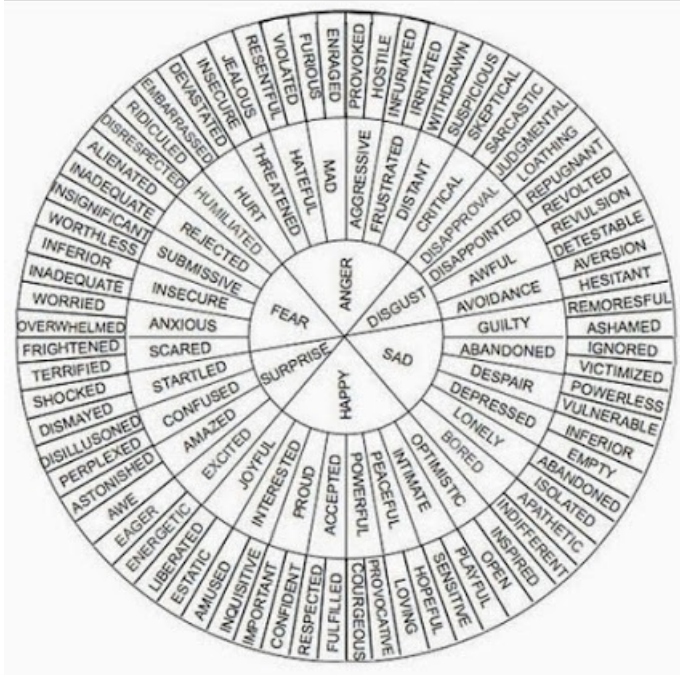 ANGER
DISGUST
SAD
HAPPY
SURPRISE
FEAR
MAD
AGGRESSIVE
FRUSTRATED
DISTANT
CRITICAL
DISAPPROVAL
DISAPPOINTED
AWFUL
AVOIDANCE
GUILTY
ABANDONED
DESPAIR
DEPRESSED
LONELY
BORED
OPTIMISTIC
INTIMATE
PEACEFUL
POWERFUL
ACCEPTED
PROUD
INTERESTED
JOYFUL
EXCITED
AMAZED
CONFUSED
STARTLED
SCARED
ANXIOUS
INSECURE
SUBMISSIVE
REJECTED
HUMILIATED
HURT
THREATENED
HATEFUL
ENRAGED
PROVOKED
HOSTILE
INFURIATED
IRRITATED
WITHDRAWN
SUSPICIOUS
SKEPTICAL
SARCASTIC
JUDGMENTAL
LOATHING
REPUGNANT
REVOLTED
REVULSION
DETESTABLE
AVERSION
HESITANT
REMORESFUL
ASHAMED
IGNORED
VICTIMIZED
POWERLESS
VULNERABLE
INFERIOR
EMPTY
ABANDONED
ISOLATED
APATHETIC
INDIFFERENT
INSPIRED
OPEN
PLAYFUL
SENSITIVE
HOPEFUL
LOVING
PROVOCATIVE
COURGEOUS
FULFILLED
RESPECTED
CONFIDENT
IMPORTANT
INQUISITIVE
AMUSED
ESTATIC
LIBERATED
ENERGETIC
EAGER
AWE
ASTONISHED
PERPLEXED
DISILLUSIONED
DISMAYED
SHOCKED
TERRIFIED
FRIGHTENED
OVERWHELMED
WORRIED
INADEQUATE
INFERIOR
WORTHLESS
INSIGNIFICANT
INADEQUATE
ALIENATED
DISRESPECTED
RIDICULED
EMBARRASSED
DEVASTATED
INSECURE
JEALOUS
RESENTFUL
VIOLATED
FURIOUS